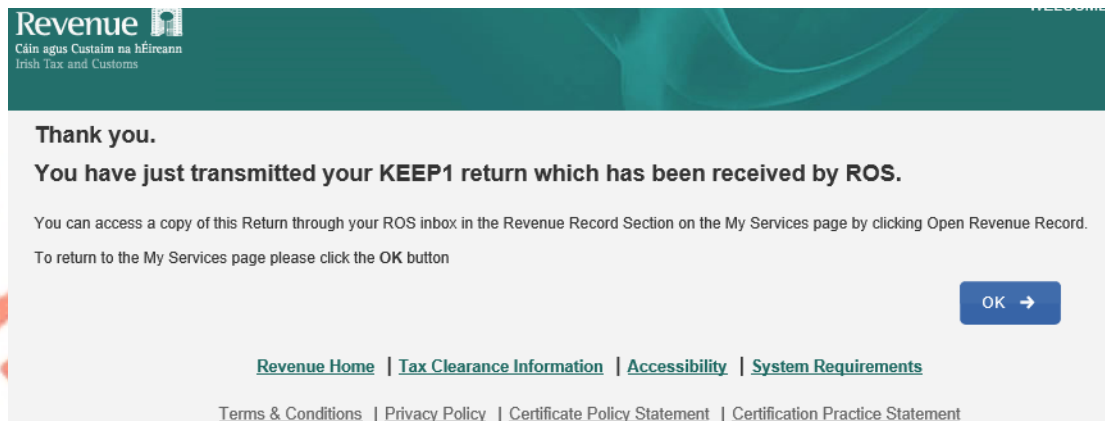 WELCOME
Revenue
Cáin agus Custaim na hÉireann
Irish Tax and Customs
Thank you.
You have just transmitted your KEEP1 return which has been received by ROS.
You can access a copy of this Return through your ROS inbox in the Revenue Record Section on the My Services page by clicking Open Revenue Record.
To return to the My Services page please click the OK button
OK →
Revenue Home | Tax Clearance Information | Accessibility | System Requirements
Terms & Conditions | Privacy Policy | Certificate Policy Statement | Certification Practice Statement